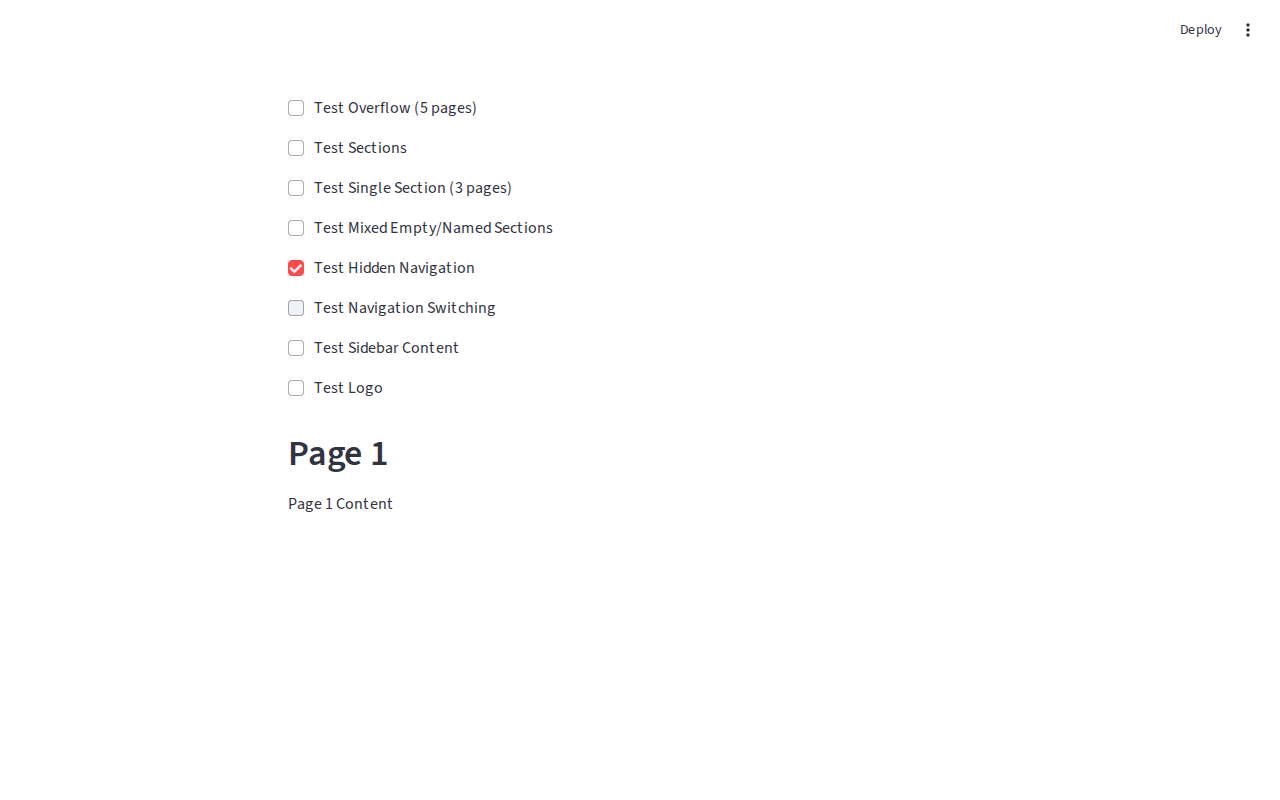 Deploy
Test Overflow (5 pages)
Test Sections
Test Single Section (3 pages)
Test Mixed Empty/Named Sections
Test Hidden Navigation
Test Navigation Switching
Test Sidebar Content
Test Logo
Page 1
Page 1 Content